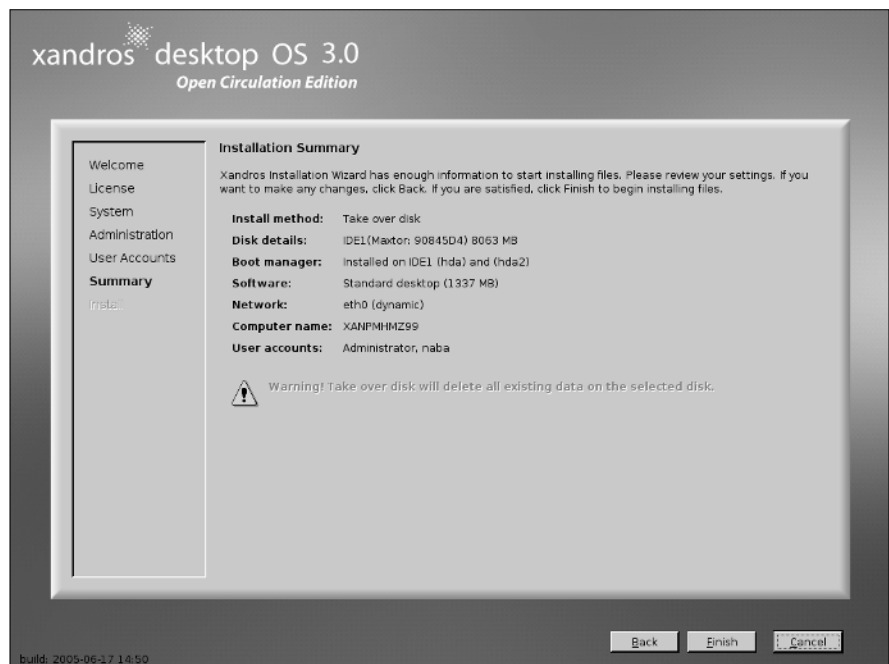 xandros desktop OS 3.0
Open Circulation Edition
Welcome
License
System
Administration
User Accounts
Summary
Install
Installation Summary
Xandros Installation Wizard has enough information to start installing files. Please review your settings. If you
want to make any changes, click Back. If you are satisfied, click Finish to begin installing files.
Install method: Take over disk
Disk details: IDE1(Maxtor: 90845D4) 8063 MB
Boot manager: Installed on IDE1 (hda) and (hda2)
Software: Standard desktop (1337 MB)
Network: eth0 (dynamic)
Computer name: XANPMHMZ99
User accounts: Administrator, naba
Warning! Take over disk will delete all existing data on the selected disk.
Back Finish Cancel
build: 2005-06-17 14:50